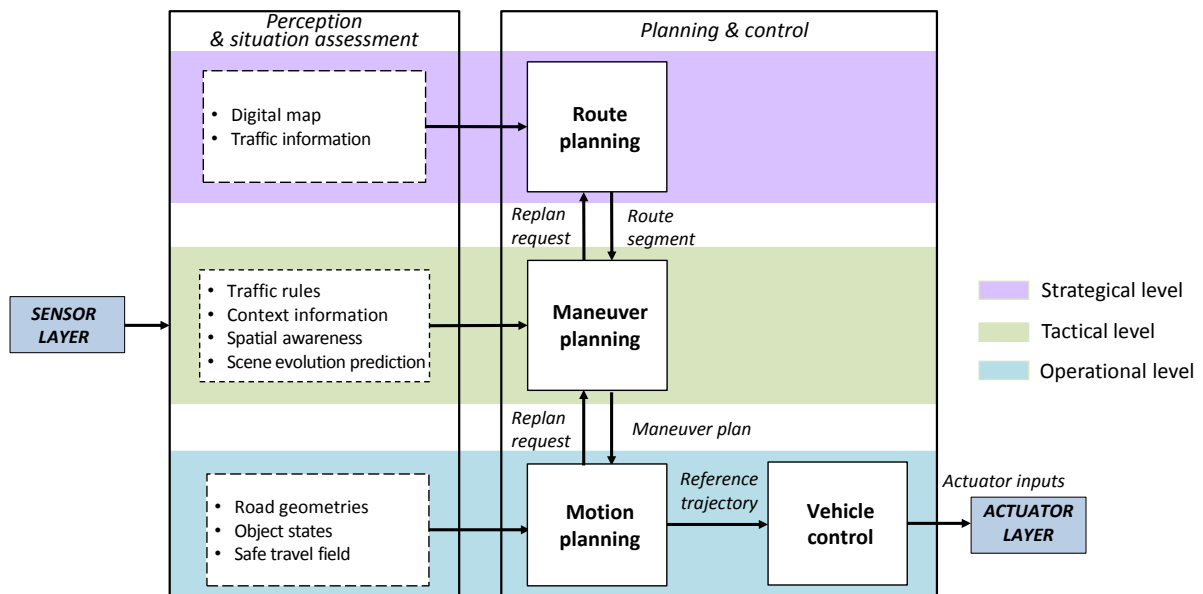 Perception
& situation assessment
Planning & control
• Digital map
• Traffic information
Route
planning
Replan
request
Route
segment
SENSOR
LAYER
• Traffic rules
• Context information
• Spatial awareness
• Scene evolution prediction
Maneuver
planning
Strategical level
Tactical level
Operational level
Replan
request
Maneuver plan
• Road geometries
• Object states
• Safe travel field
Motion
planning
Reference
trajectory
Vehicle
control
Actuator inputs
ACTUATOR
LAYER